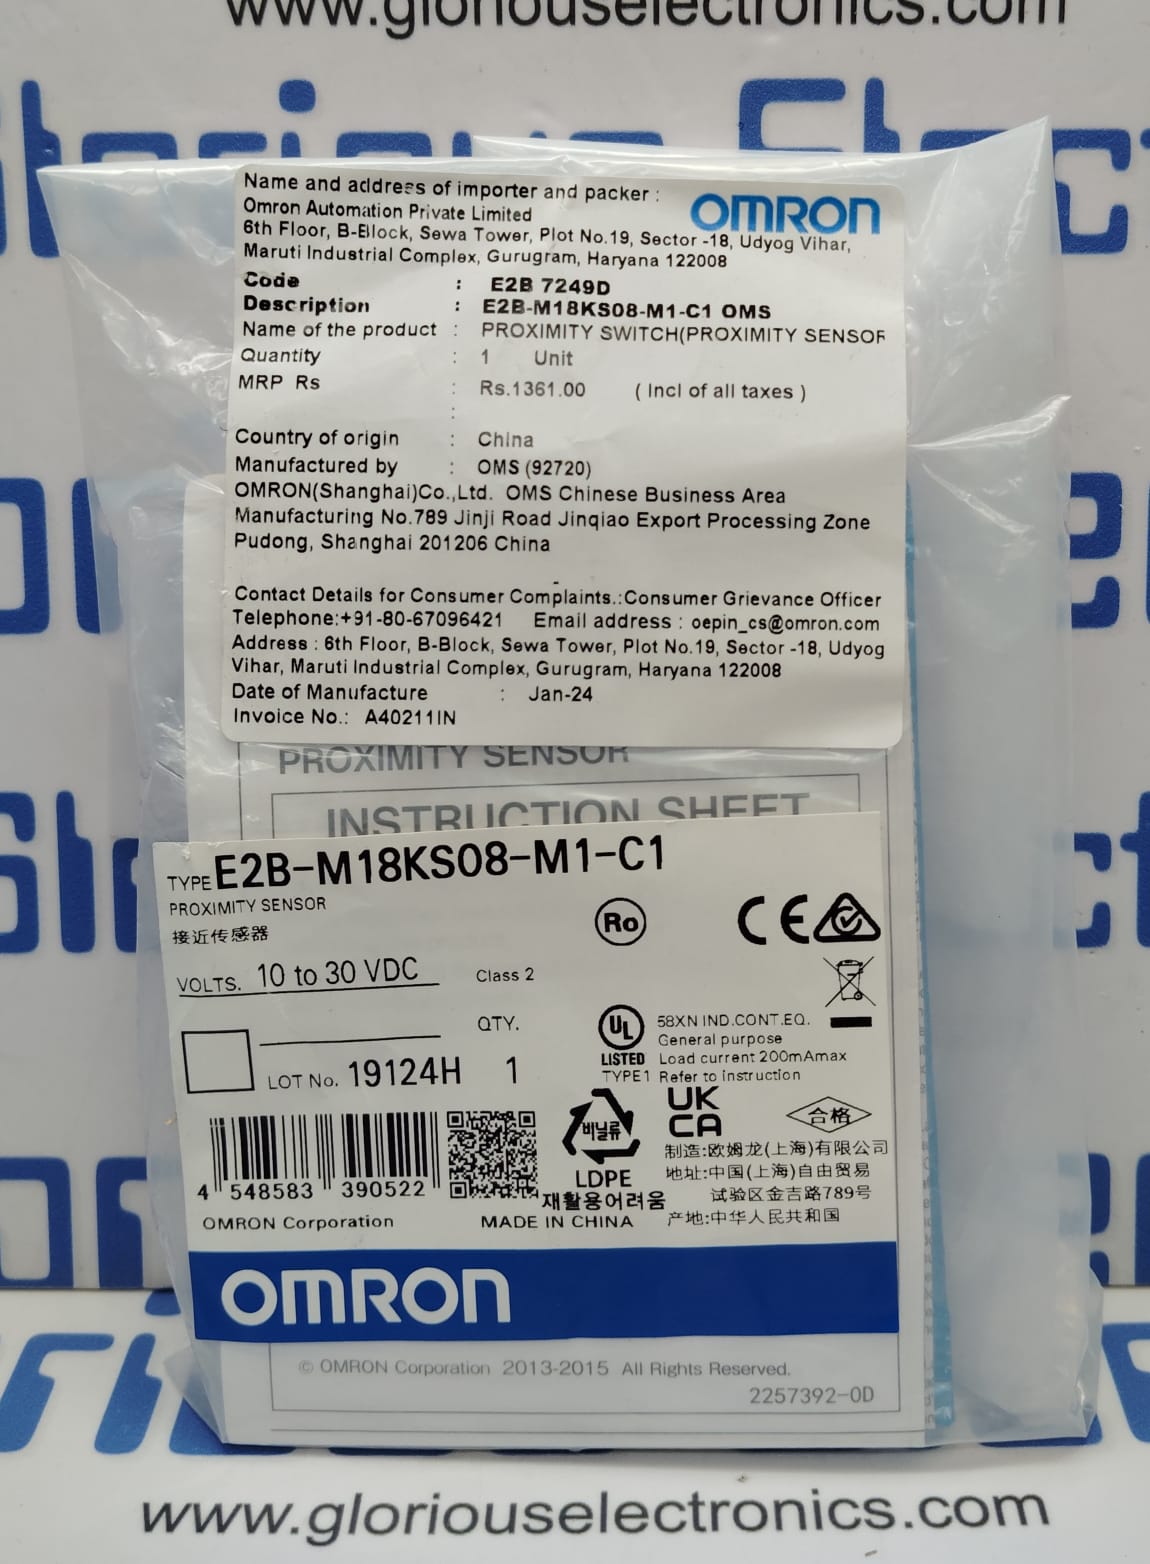 www.gloriouselectronics.com
Name and address of importer and packer :
OMRON
Omron Automation Private Limited
6th Floor, B-Block, Sewa Tower, Plot No.19, Sector -18, Udyog Vihar,
Maruti Industrial Complex, Gurugram, Haryana 122008
Code : E2B 7249D
Description : E2B-M18KS08-M1-C1 OMS
Name of the product : PROXIMITY SWITCH(PROXIMITY SENSOR
Quantity : 1 Unit
MRP Rs : Rs.1361.00 ( Incl of all taxes )
:
Country of origin : China
Manufactured by : OMS (92720)
OMRON(Shanghai)Co.,Ltd. OMS Chinese Business Area
Manufacturing No.789 Jinji Road Jinqiao Export Processing Zone
Pudong, Shanghai 201206 China
Contact Details for Consumer Complaints.:Consumer Grievance Officer
Telephone:+91-80-67096421 Email address : oepin_cs@omron.com
Address : 6th Floor, B-Block, Sewa Tower, Plot No.19, Sector -18, Udyog
Vihar, Maruti Industrial Complex, Gurugram, Haryana 122008
Date of Manufacture : Jan-24
Invoice No.: A40211IN
PROXIMITY SENSOR
INSTRUCTION SHEET
TYPE E2B-M18KS08-M1-C1
PROXIMITY SENSOR
接近传感器
Ro
CE
VOLTS. 10 to 30 VDC Class 2
QTY.
LOT No. 19124H 1
UL
LISTED
TYPE1
58XN IND.CONT.EQ.
General purpose
Load current 200mAmax
Refer to instruction
UK
CA
合格
비닐류
LDPE
재활용어려움
制造:欧姆龙(上海)有限公司
地址:中国(上海)自由贸易
试验区金吉路789号
产地:中华人民共和国
4 548583 390522
OMRON Corporation MADE IN CHINA
OMRON
© OMRON Corporation 2013-2015 All Rights Reserved.
2257392-0D
www.gloriouselectronics.com